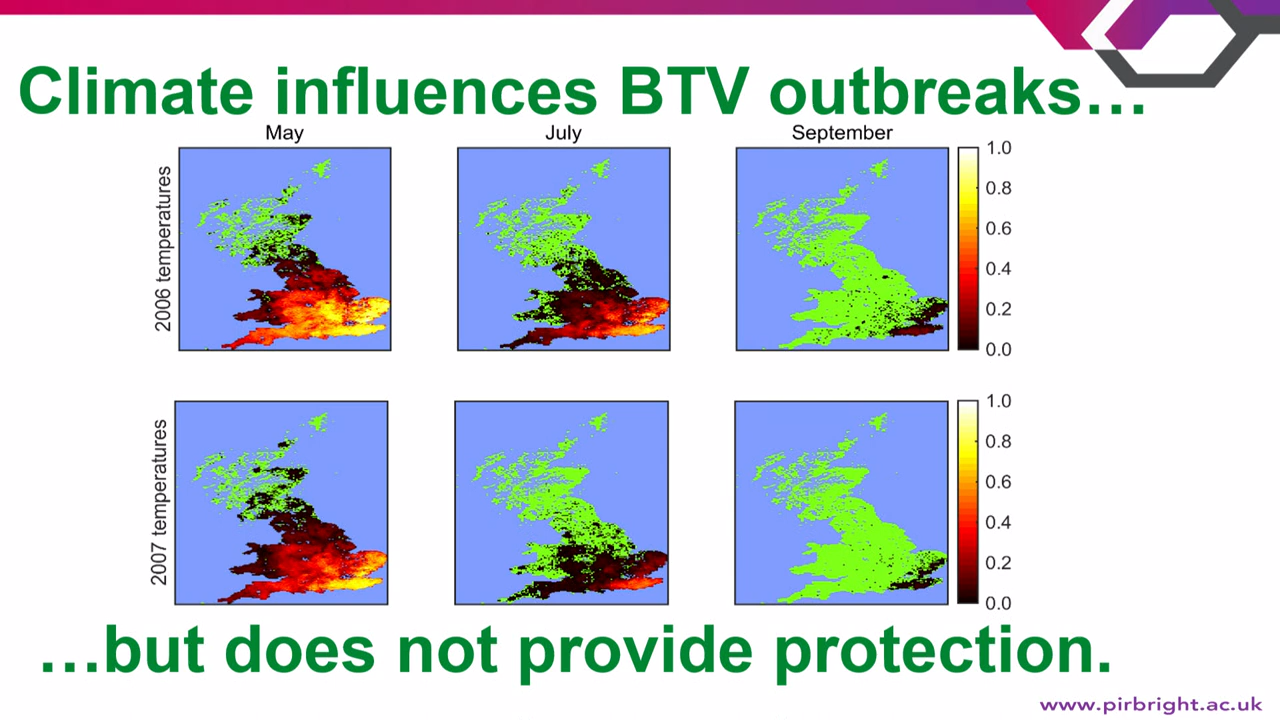 Climate influences BTV outbreaks…
May
July
September
2006 temperatures
1.0
0.8
0.6
0.4
0.2
0.0
2007 temperatures
1.0
0.8
0.6
0.4
0.2
0.0
…but does not provide protection.
www.pirbright.ac.uk